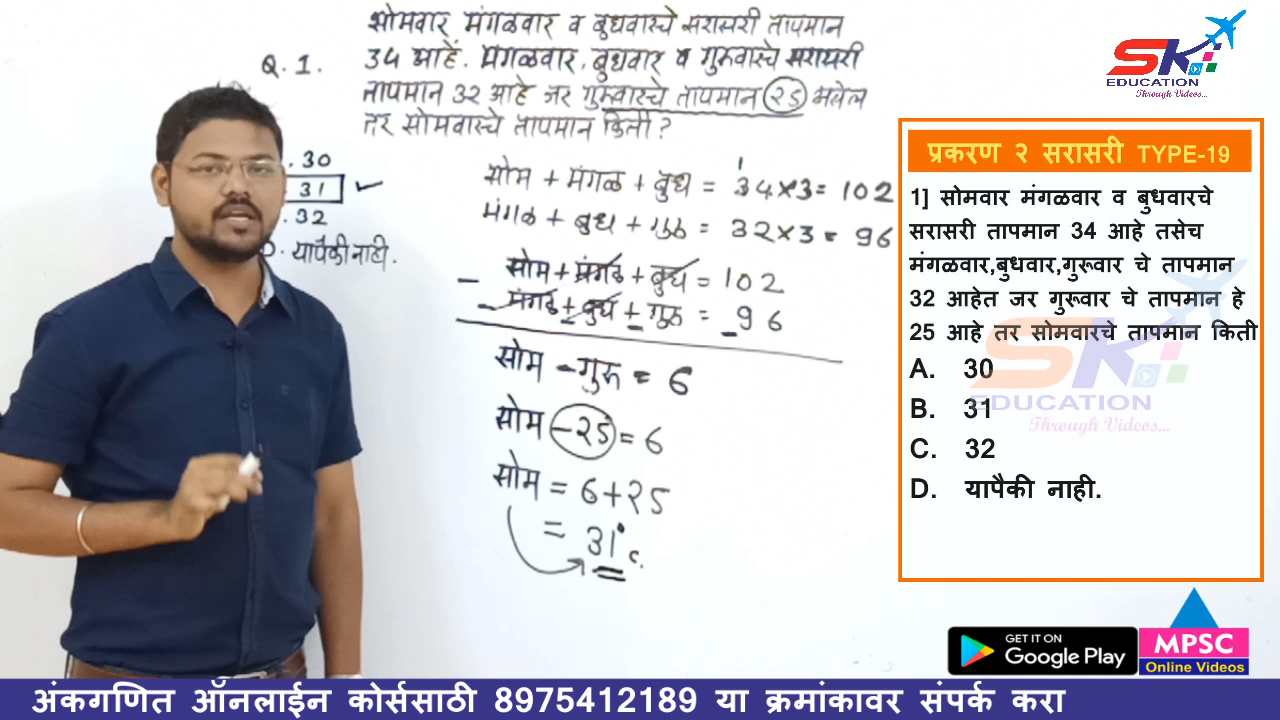 Q. 1.
सोमवार मंगळवार व बुधवारचे सरासरी तापमान
34 आहे. मंगळवार, बुधवार व गुरुवारचे सरासरी
तापमान 32 आहे जर गुरुवारचे तापमान 25 असेल
तर सोमवारचे तापमान किती?
. 30
31
. 32
D. यापैकी नाही.
सोम + मंगळ + बुध = 34×3 = 102
1
मंगळ + बुध + गुरु = 32×3 = 96
सोम + मंगळ + बुध = 102
मंगळ + बुध + गुरु = 96
सोम - गुरु = 6
सोम - 25 = 6
सोम = 6+25
= 31°c.
SK
EDUCATION
Through Videos...
प्रकरण २ सरासरी TYPE-19
1] सोमवार मंगळवार व बुधवारचे
सरासरी तापमान 34 आहे तसेच
मंगळवार,बुधवार,गुरूवार चे तापमान
32 आहेत जर गुरूवार चे तापमान हे
25 आहे तर सोमवारचे तापमान किती
A. 30
B. 31
C. 32
D. यापैकी नाही.
SK
EDUCATION
Through Videos...
GET IT ON
Google Play
MPSC
Online Videos
अंकगणित ऑनलाईन कोर्ससाठी 8975412189 या क्रमांकावर संपर्क करा